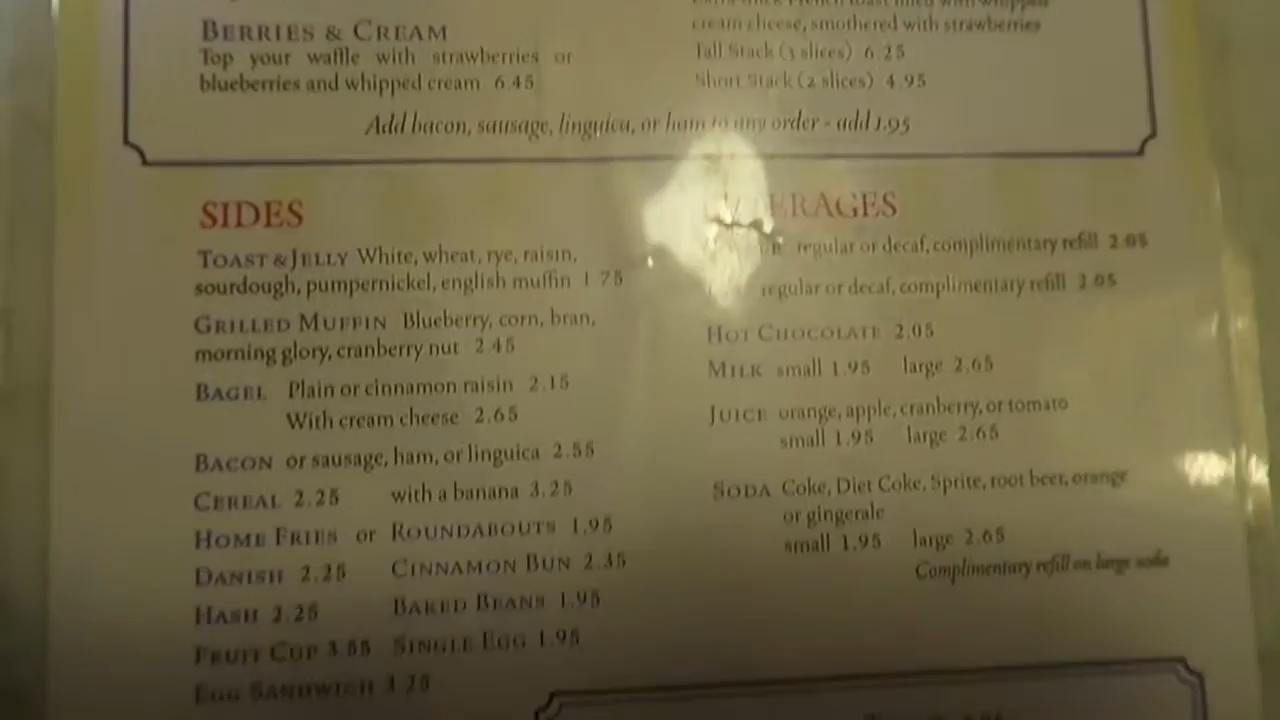 BERRIES & CREAM
Top your waffle with strawberries or
blueberries and whipped cream 6.45
cream cheese, smothered with strawberries
Tall Stack (3 slices) 6.25
Short Stack (2 slices) 4.95
Add bacon, sausage, linguica, or ham to any order - add 1.95
SIDES
TOAST & JELLY White, wheat, rye, raisin,
sourdough, pumpernickel, english muffin 1.75
GRILLED MUFFIN Blueberry, corn, bran,
morning glory, cranberry nut 2.45
BAGEL Plain or cinnamon raisin 2.15
With cream cheese 2.65
BACON or sausage, ham, or linguica 2.55
CEREAL 2.25 with a banana 3.25
HOME FRIES or ROUNDABOUTS 1.95
DANISH 2.25 CINNAMON BUN 2.35
HASH 2.25 BAKED BEANS 1.95
FRUIT CUP 3.55 SINGLE EGG 1.95
EGG SANDWICH 3.25
ERAGES
regular or decaf, complimentary refill 2.05
regular or decaf, complimentary refill 2.05
HOT CHOCOLATE 2.05
MILK small 1.95 large 2.65
JUICE orange, apple, cranberry, or tomato
small 1.95 large 2.65
SODA Coke, Diet Coke, Sprite, root beer, orange
or gingerale
small 1.95 large 2.65
Complimentary refill on large soda